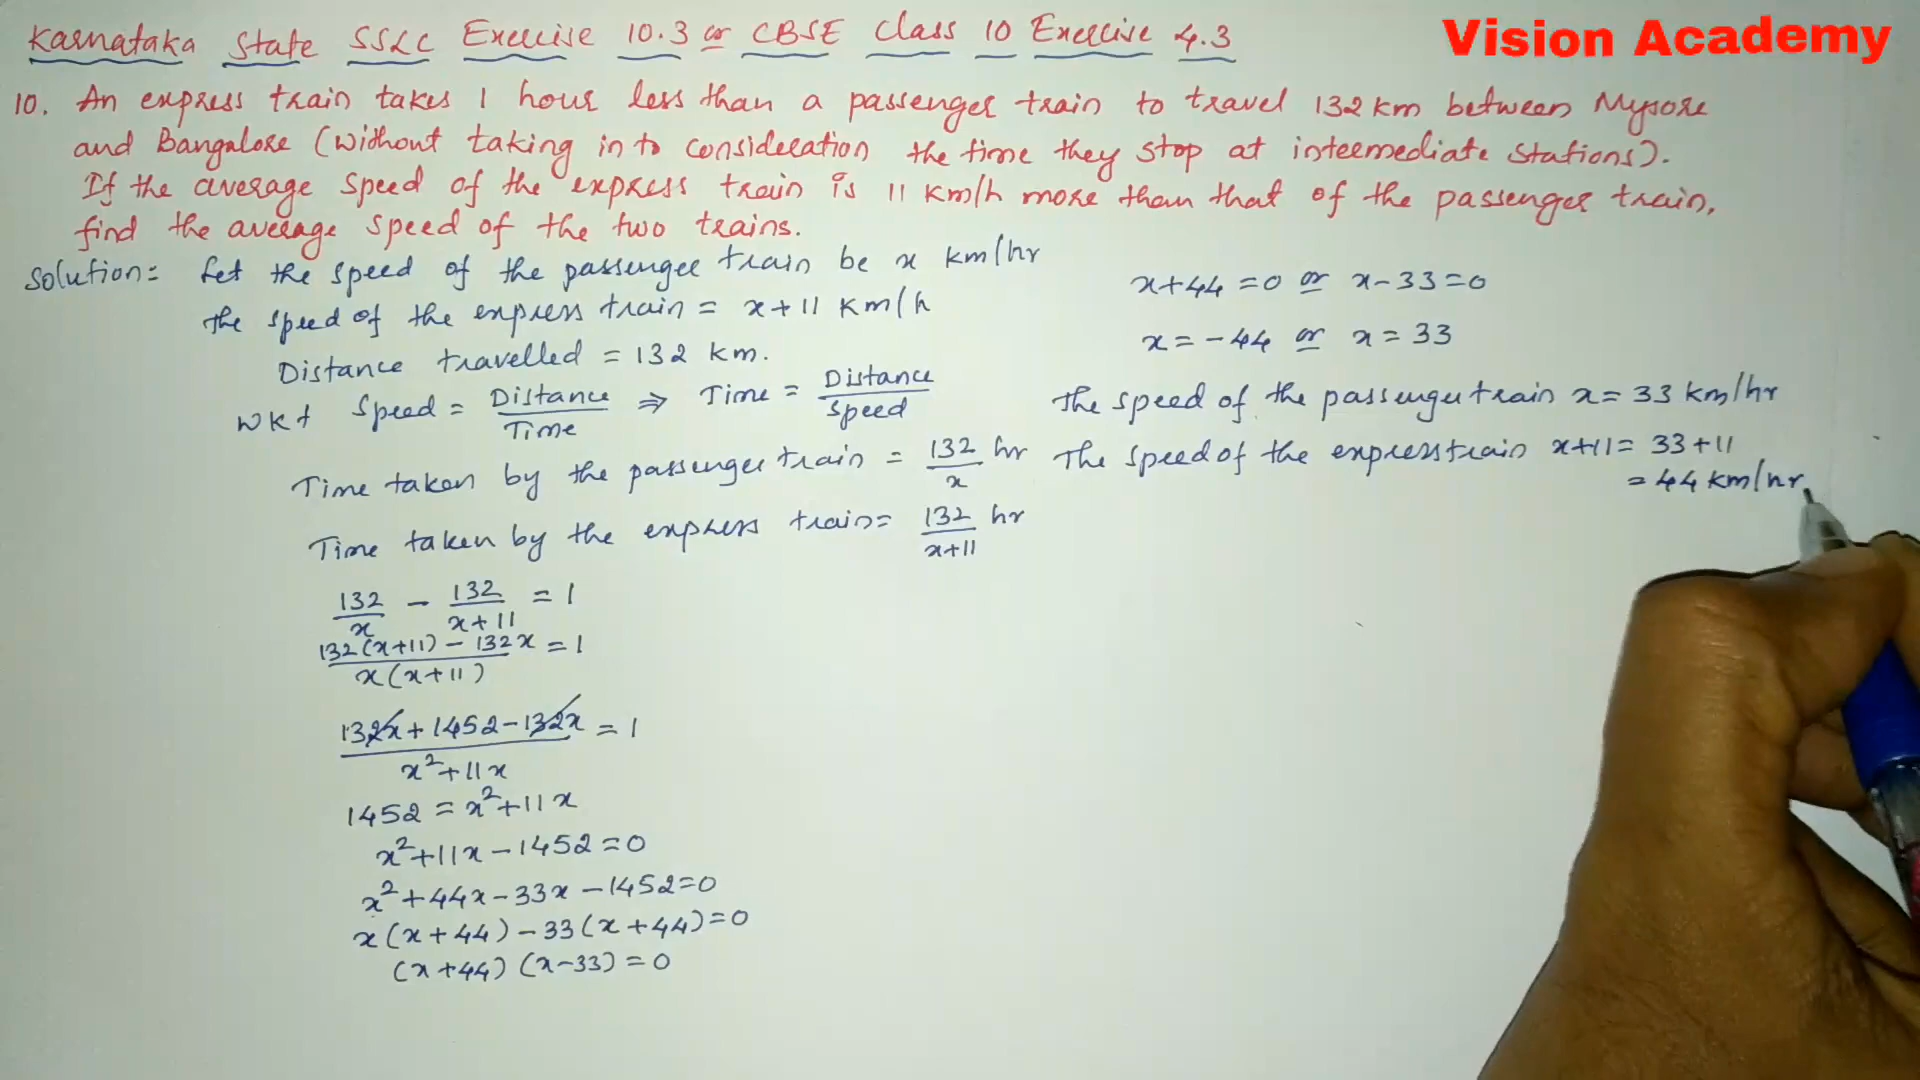 Karnataka State SSLC Exercise 10.3 or CBSE Class 10 Exercise 4.3
Vision Academy
10. An express train takes 1 hour less than a passenger train to travel 132 km between Mysore
and Bangalore (without taking in to consideration the time they stop at intermediate stations).
If the average speed of the express train is 11 km/h more than that of the passenger train,
find the average speed of the two trains.
Solution: Let the speed of the passenger train be x km/hr
The speed of the express train = x+11 km/h
Distance travelled = 132 km.
WKT Speed = Distance/Time ⇒ Time = Distance/Speed
Time taken by the passenger train = 132/x hr
Time taken by the express train = 132/x+11 hr
132/x - 132/x+11 = 1
132(x+11) - 132x / x(x+11) = 1
132x + 1452 - 132x / x²+11x = 1
1452 = x²+11x
x²+11x-1452=0
x²+44x-33x-1452=0
x(x+44)-33(x+44)=0
(x+44)(x-33)=0
x+44=0 or x-33=0
x=-44 or x=33
The speed of the passenger train x=33 km/hr
The speed of the express train x+11= 33+11
= 44 km/hr